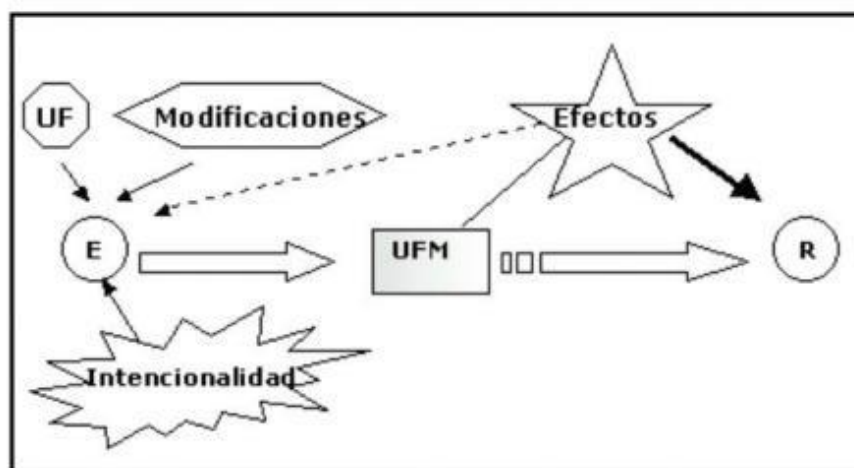 UF
Modificaciones
Efectos
E
UFM
R
Intencionalidad